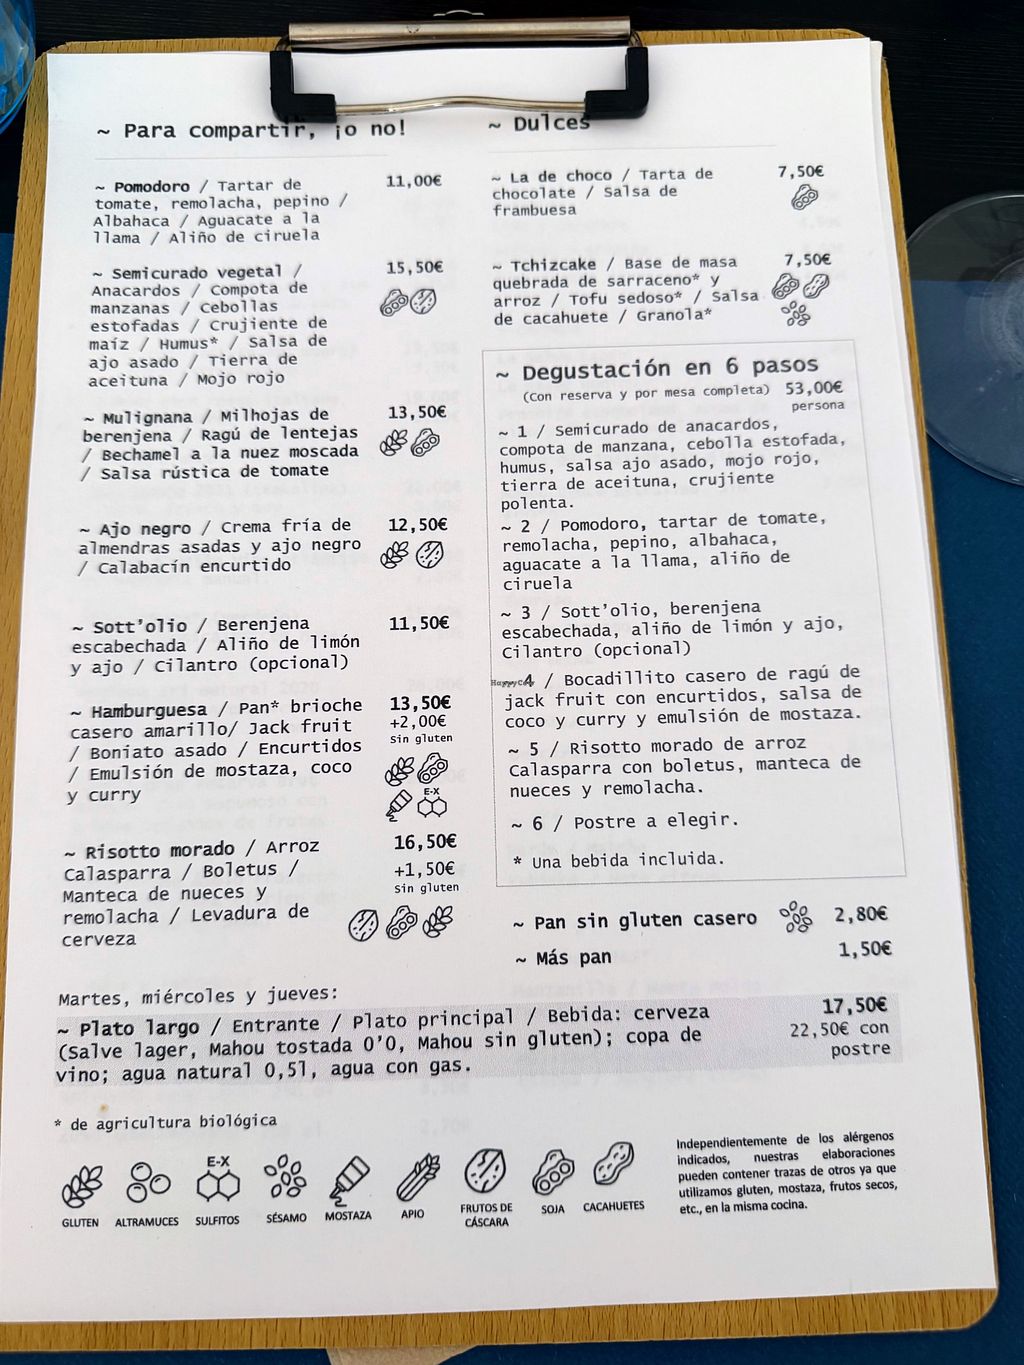 ~ Para compartir, ¡o no!
~ Pomodoro / Tartar de 11,00€
tomate, remolacha, pepino /
Albahaca / Aguacate a la
llama / Aliño de ciruela
~ Semicurado vegetal / 15,50€
Anacardos / Compota de
manzanas / Cebollas
estofadas / Crujiente de
maíz / Humus* / Salsa de
ajo asado / Tierra de
aceituna / Mojo rojo
~ Mulignana / Milhojas de 13,50€
berenjena / Ragú de lentejas
/ Bechamel a la nuez moscada
/ Salsa rústica de tomate
~ Ajo negro / Crema fría de 12,50€
almendras asadas y ajo negro
/ Calabacín encurtido
~ Sott'olio / Berenjena 11,50€
escabechada / Aliño de limón
y ajo / Cilantro (opcional)
~ Hamburguesa / Pan* brioche 13,50€
casero amarillo/ Jack fruit +2,00€
/ Boniato asado / Encurtidos Sin gluten
/ Emulsión de mostaza, coco
y curry
E-X
~ Risotto morado / Arroz 16,50€
Calasparra / Boletus / +1,50€
Manteca de nueces y Sin gluten
remolacha / Levadura de
cerveza
~ Dulces
~ La de choco / Tarta de 7,50€
chocolate / Salsa de
frambuesa
~ Tchizcake / Base de masa 7,50€
quebrada de sarraceno* y
arroz / Tofu sedoso* / Salsa
de cacahuete / Granola*
~ Degustación en 6 pasos
(Con reserva y por mesa completa) 53,00€
persona
~ 1 / Semicurado de anacardos,
compota de manzana, cebolla estofada,
humus, salsa ajo asado, mojo rojo,
tierra de aceituna, crujiente
polenta.
~ 2 / Pomodoro, tartar de tomate,
remolacha, pepino, albahaca,
aguacate a la llama, aliño de
ciruela
~ 3 / Sott'olio, berenjena
escabechada, aliño de limón y ajo,
Cilantro (opcional)
HappyCow
~ 4 / Bocadillito casero de ragú de
jack fruit con encurtidos, salsa de
coco y curry y emulsión de mostaza.
~ 5 / Risotto morado de arroz
Calasparra con boletus, manteca de
nueces y remolacha.
~ 6 / Postre a elegir.
* Una bebida incluida.
~ Pan sin gluten casero 2,80€
~ Más pan 1,50€
Martes, miércoles y jueves:
~ Plato largo / Entrante / Plato principal / Bebida: cerveza 17,50€
(Salve lager, Mahou tostada 0'0, Mahou sin gluten); copa de 22,50€ con
vino; agua natural 0,5l, agua con gas. postre
* de agricultura biológica
E-X
GLUTEN ALTRAMUCES SULFITOS SÉSAMO MOSTAZA APIO FRUTOS DE CÁSCARA SOJA CACAHUETES
Independientemente de los alérgenos
indicados, nuestras elaboraciones
pueden contener trazas de otros ya que
utilizamos gluten, mostaza, frutos secos,
etc., en la misma cocina.